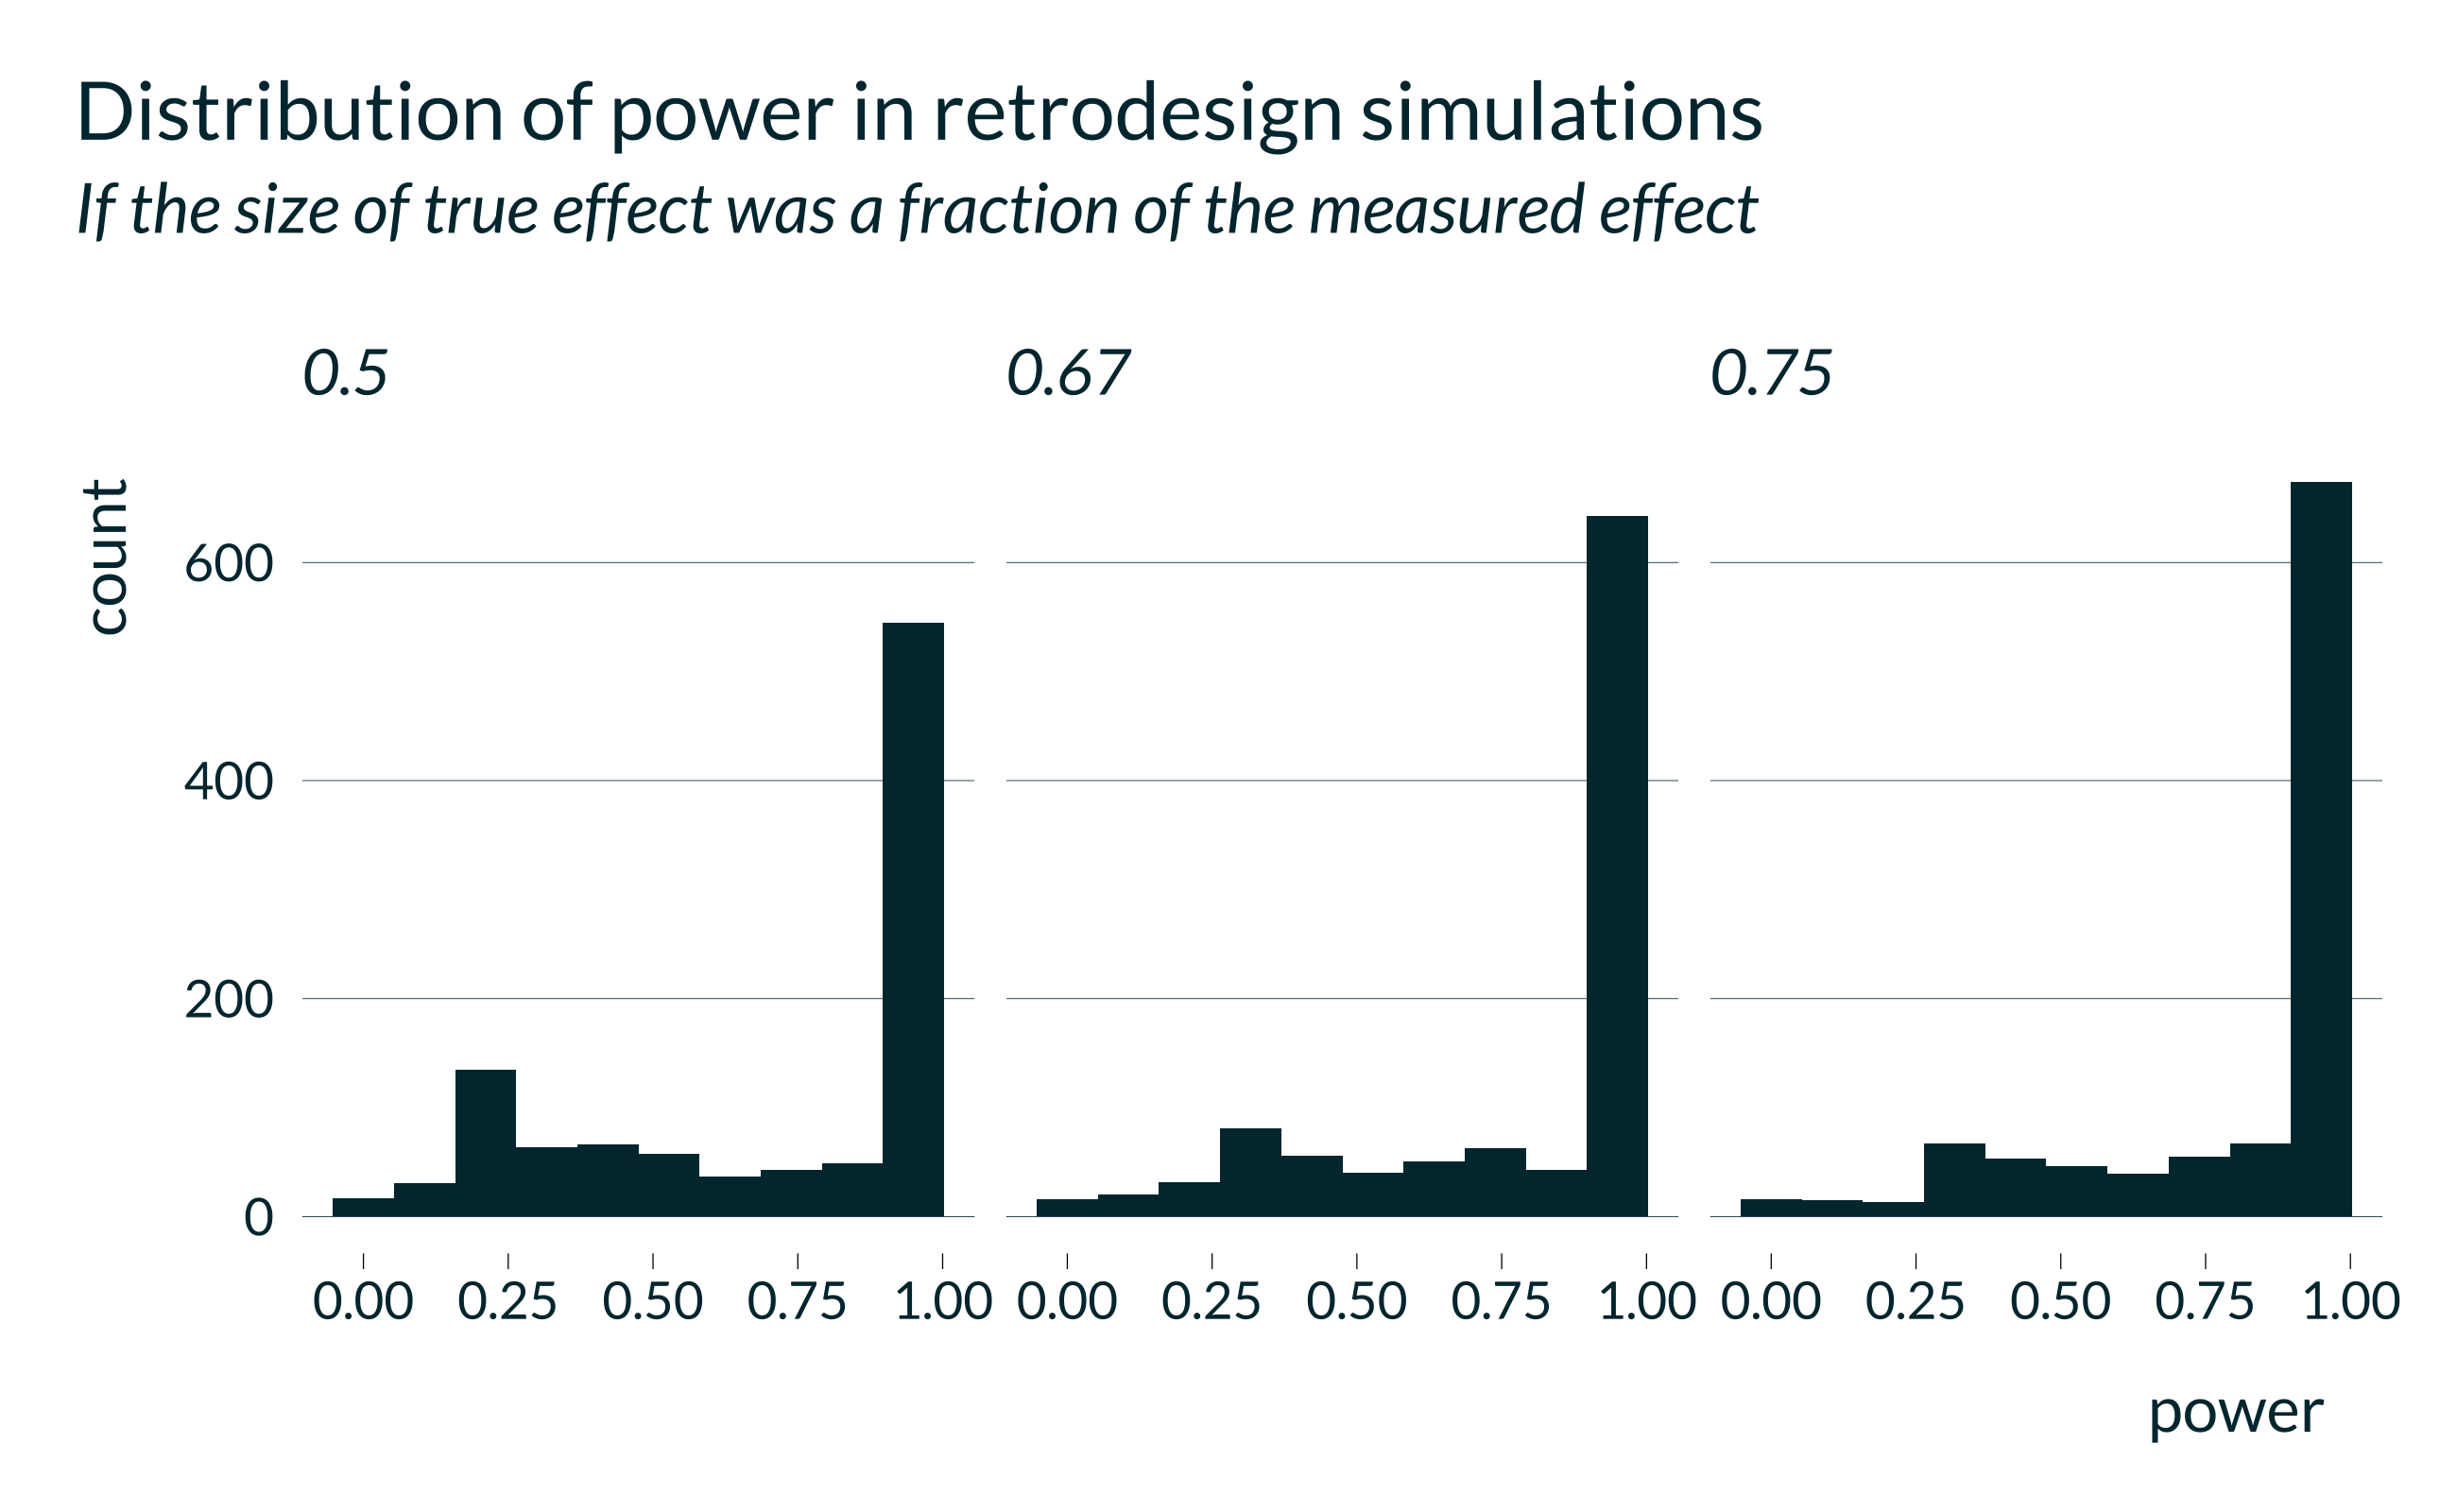 Distribution of power in retrodesign simulations
If the size of true effect was a fraction of the measured effect
0.5 0.67 0.75
count
600
400
200
0
0.00 0.25 0.50 0.75 1.00 0.00 0.25 0.50 0.75 1.00 0.00 0.25 0.50 0.75 1.00
power